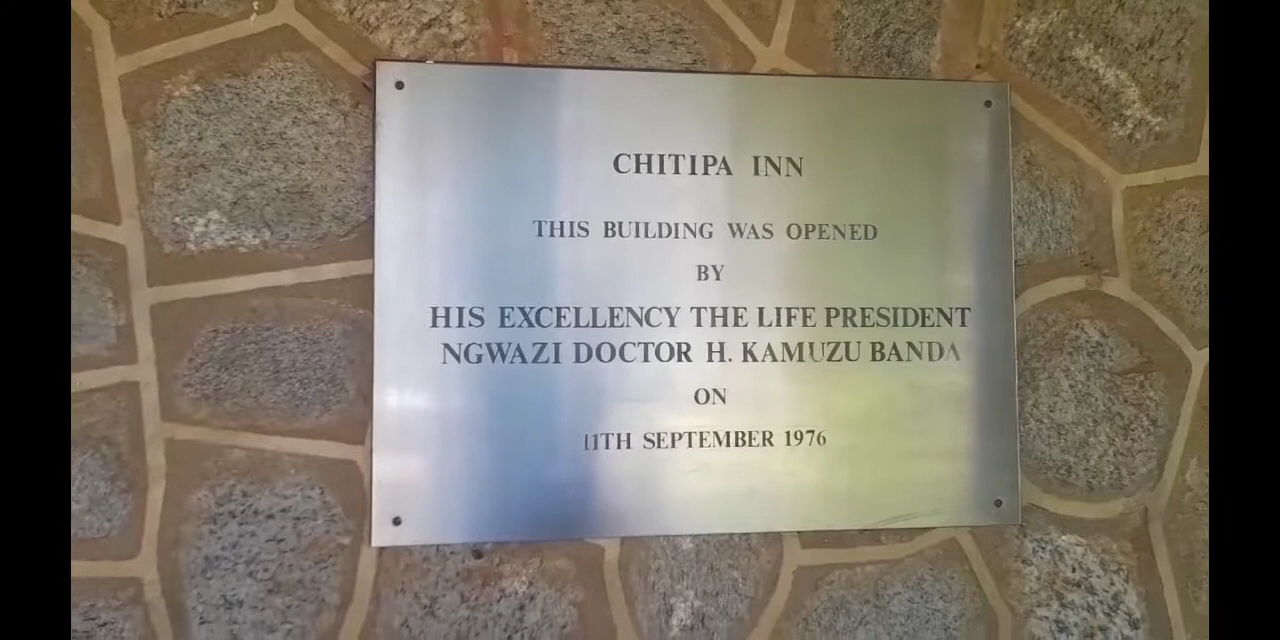 CHITIPA INN
THIS BUILDING WAS OPENED
BY
HIS EXCELLENCY THE LIFE PRESIDENT
NGWAZI DOCTOR H. KAMUZU BANDA
ON
11TH SEPTEMBER 1976